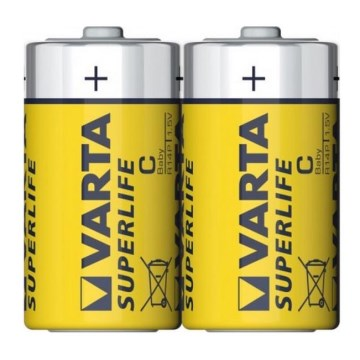 +
VARTA
SUPERLIFE
C
Baby
R14P | 1.5V
+
VARTA
SUPERLIFE
C
Baby
R14P | 1.5V